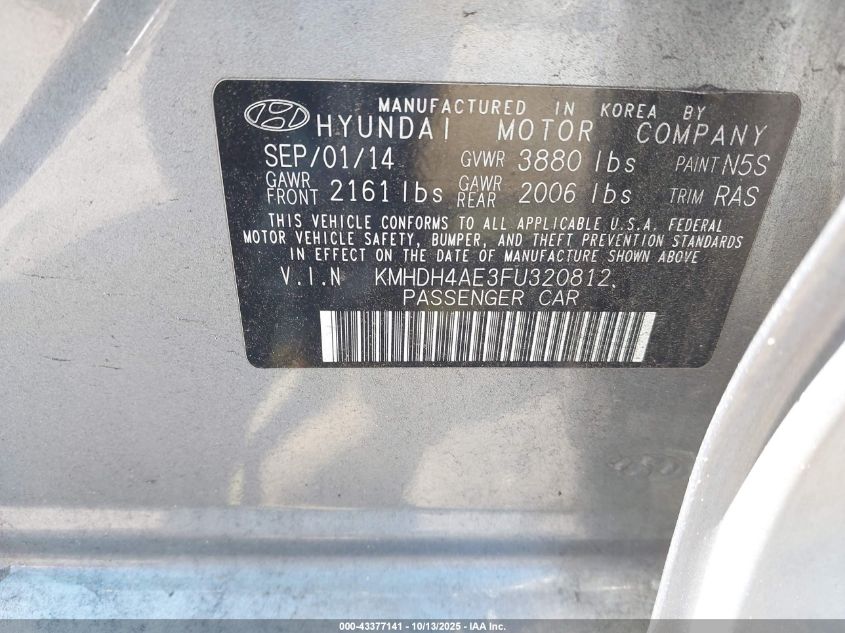 MANUFACTURED IN KOREA BY
HYUNDAI MOTOR COMPANY
SEP/01/14 GVWR 3880 lbs PAINT N5S
GAWR FRONT 2161 lbs GAWR REAR 2006 lbs TRIM RAS
THIS VEHICLE CONFORMS TO ALL APPLICABLE U.S.A. FEDERAL
MOTOR VEHICLE SAFETY, BUMPER, AND THEFT PREVENTION STANDARDS
IN EFFECT ON THE DATE OF MANUFACTURE SHOWN ABOVE
V.I.N KMHDH4AE3FU320812.
PASSENGER CAR
000-43377141 - 10/13/2025 - IAA Inc.